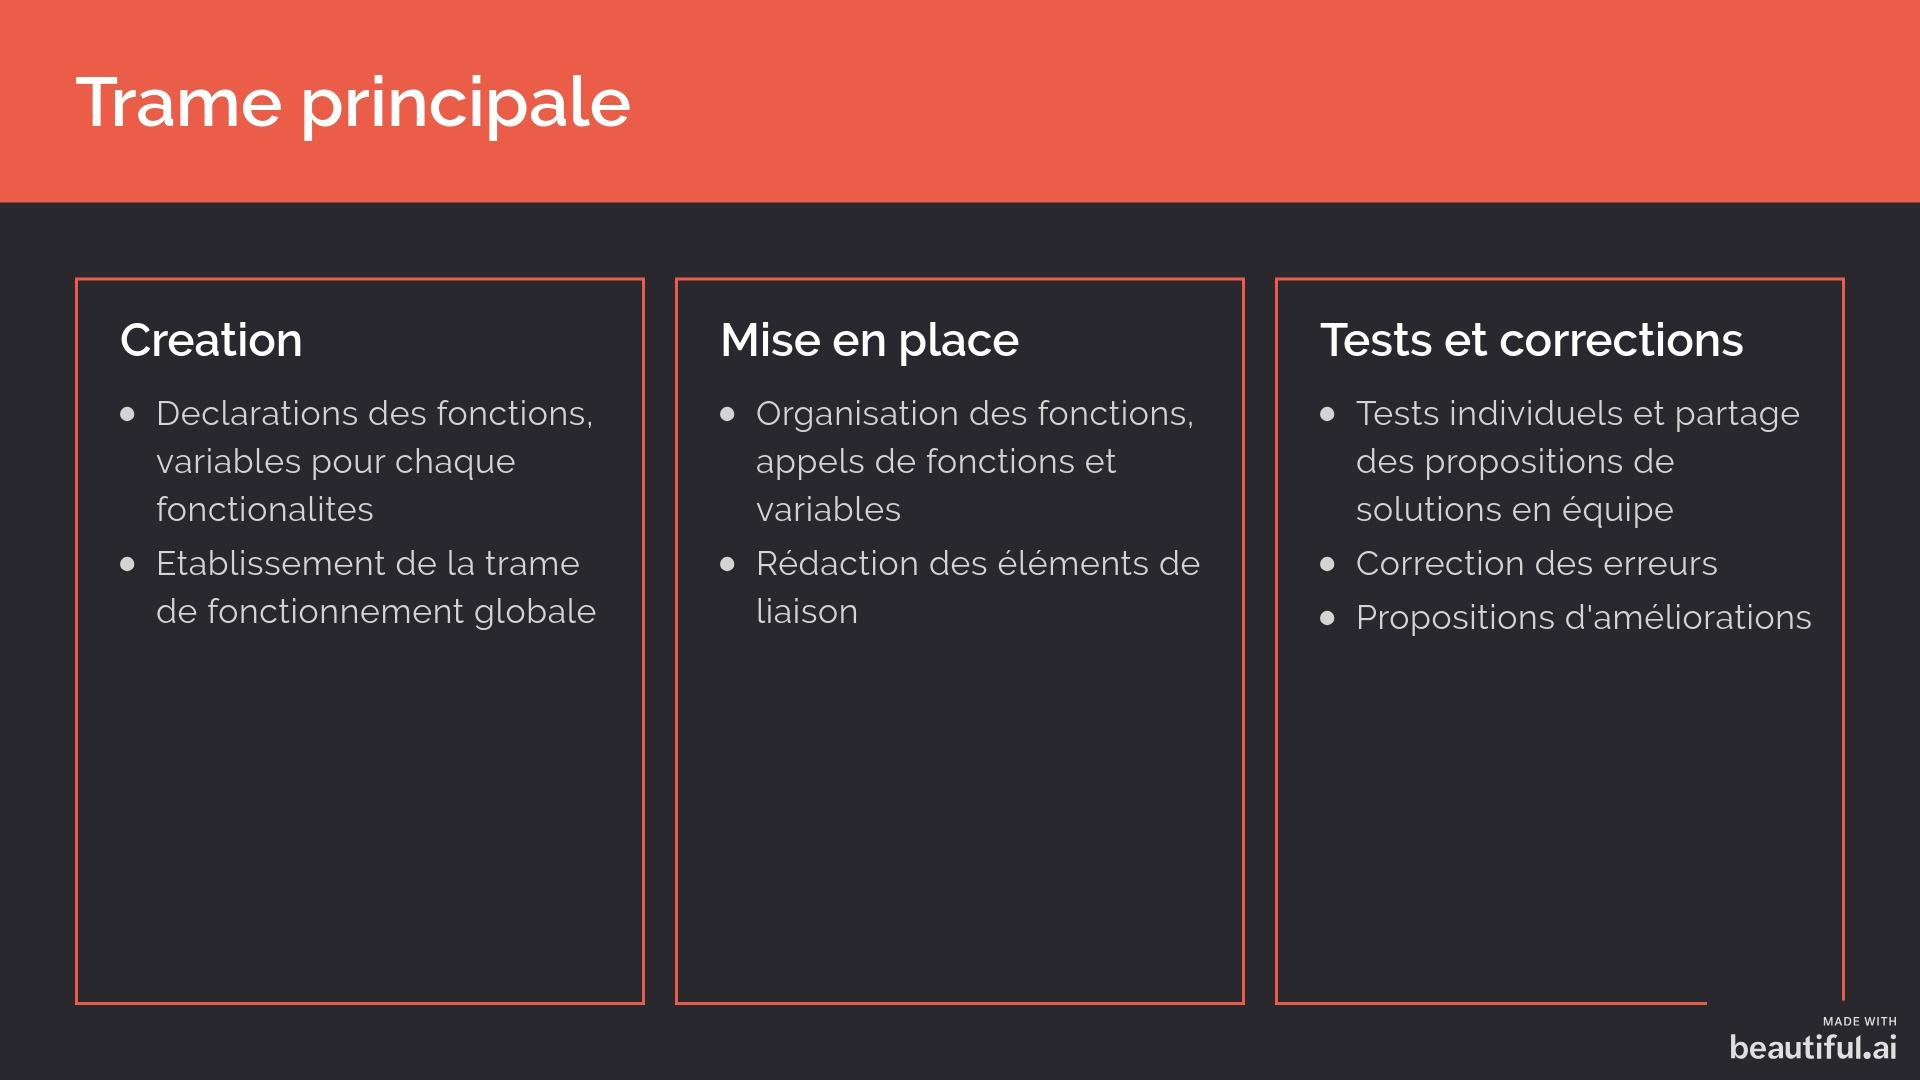 Trame principale
Creation
● Declarations des fonctions,
variables pour chaque
fonctionalites
● Etablissement de la trame
de fonctionnement globale
Mise en place
● Organisation des fonctions,
appels de fonctions et
variables
● Rédaction des éléments de
liaison
Tests et corrections
● Tests individuels et partage
des propositions de
solutions en équipe
● Correction des erreurs
● Propositions d'améliorations
MADE WITH
beautiful.ai